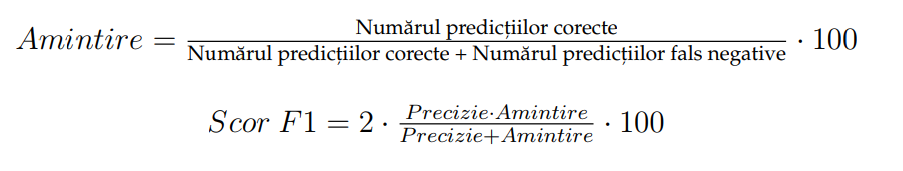 Amintire = Numărul predicțiilor corecte / Numărul predicțiilor corecte + Numărul predicțiilor fals negative · 100
Scor F1 = 2 · Precizie·Amintire / Precizie+Amintire · 100